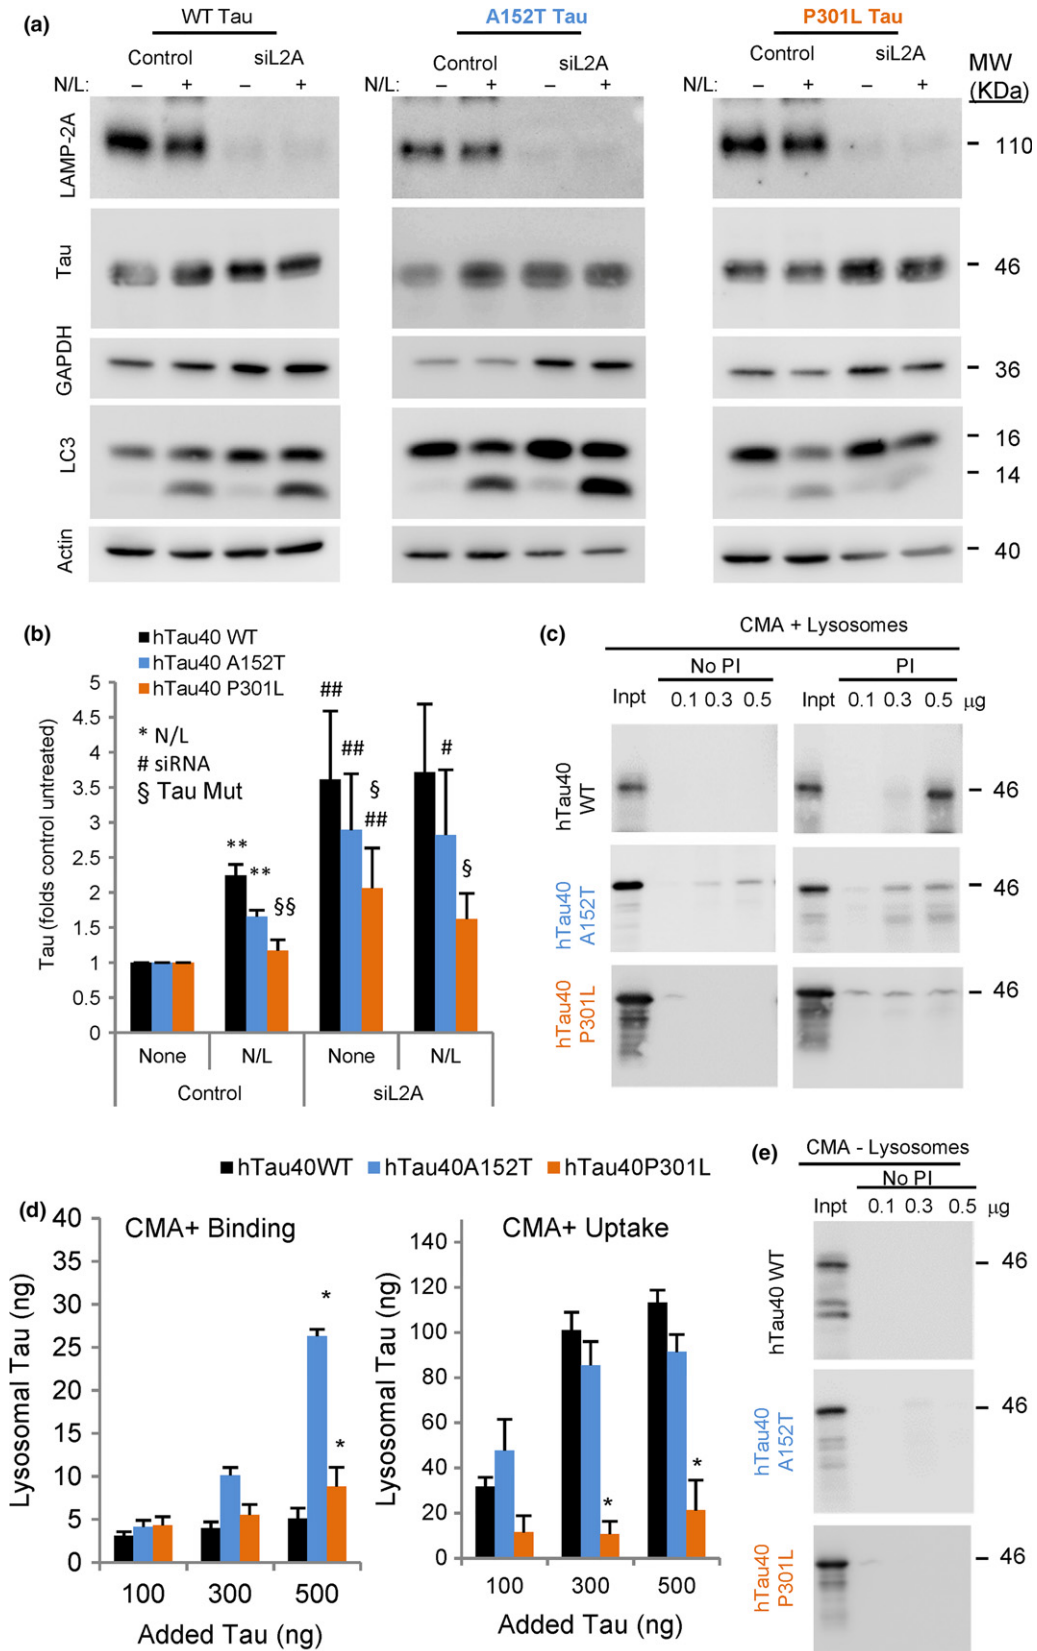 (a)
WT Tau
A152T Tau
P301L Tau
Control siL2A
Control siL2A
Control siL2A
MW
(KDa)
N/L: – + – +
N/L: – + – +
N/L: – + – +
LAMP-2A
110
Tau
46
GAPDH
36
LC3
16
14
Actin
40
(b)
hTau40 WT
hTau40 A152T
hTau40 P301L
* N/L
# siRNA
§ Tau Mut
Tau (folds control untreated)
5
4.5
4
3.5
3
2.5
2
1.5
1
0.5
0
**
**
§§
##
##
§
##
#
§
None N/L None N/L
Control siL2A
(c)
CMA + Lysosomes
No PI PI
Inpt 0.1 0.3 0.5 Inpt 0.1 0.3 0.5 µg
hTau40
WT
46
hTau40
A152T
46
hTau40
P301L
46
hTau40WT hTau40A152T hTau40P301L
(d)
CMA+ Binding
Lysosomal Tau (ng)
40
35
30
25
20
15
10
5
0
*
*
100 300 500
Added Tau (ng)
CMA+ Uptake
Lysosomal Tau (ng)
140
120
100
80
60
40
20
0
*
*
100 300 500
Added Tau (ng)
(e)
CMA - Lysosomes
No PI
Inpt 0.1 0.3 0.5 µg
hTau40 WT
46
hTau40
A152T
46
hTau40
P301L
46